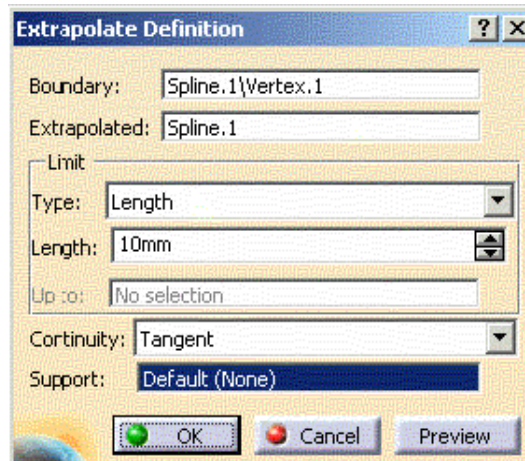 Extrapolate Definition ? X
Boundary: Spline.1\Vertex.1
Extrapolated: Spline.1
Limit
Type: Length
Length: 10mm
Up to: No selection
Continuity: Tangent
Support: Default (None)
OK Cancel Preview